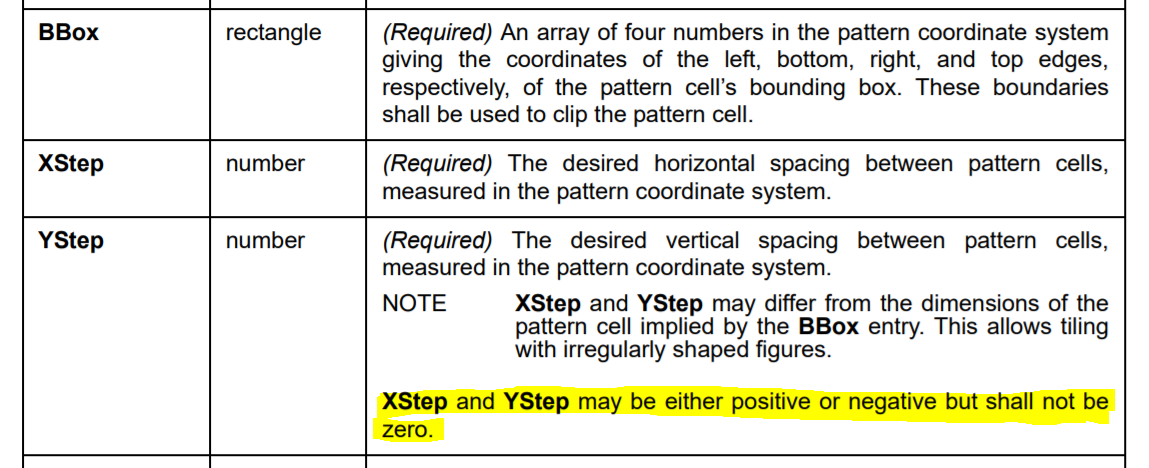 BBox rectangle (Required) An array of four numbers in the pattern coordinate system
giving the coordinates of the left, bottom, right, and top edges,
respectively, of the pattern cell’s bounding box. These boundaries
shall be used to clip the pattern cell.
XStep number (Required) The desired horizontal spacing between pattern cells,
measured in the pattern coordinate system.
YStep number (Required) The desired vertical spacing between pattern cells,
measured in the pattern coordinate system.
NOTE XStep and YStep may differ from the dimensions of the
pattern cell implied by the BBox entry. This allows tiling
with irregularly shaped figures.
XStep and YStep may be either positive or negative but shall not be
zero.